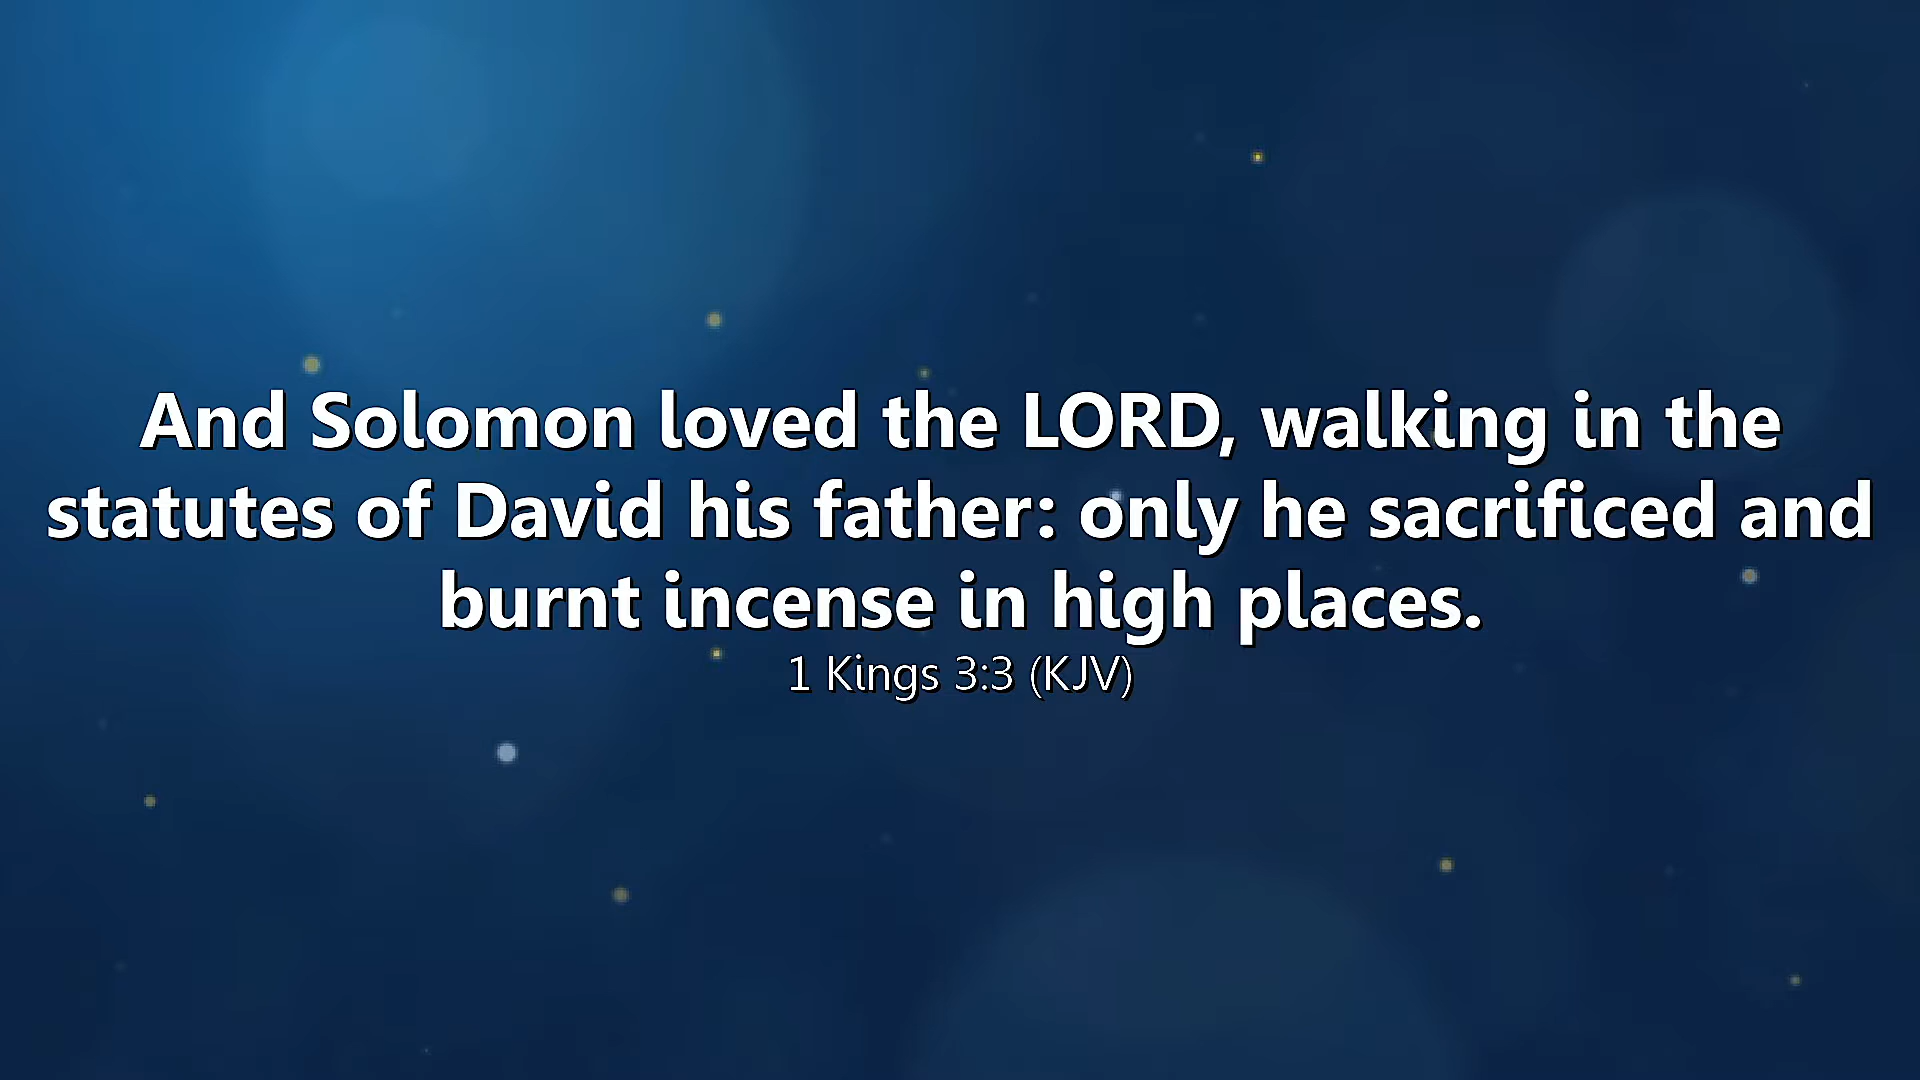 And Solomon loved the LORD, walking in the
statutes of David his father: only he sacrificed and
burnt incense in high places.
1 Kings 3:3 (KJV)